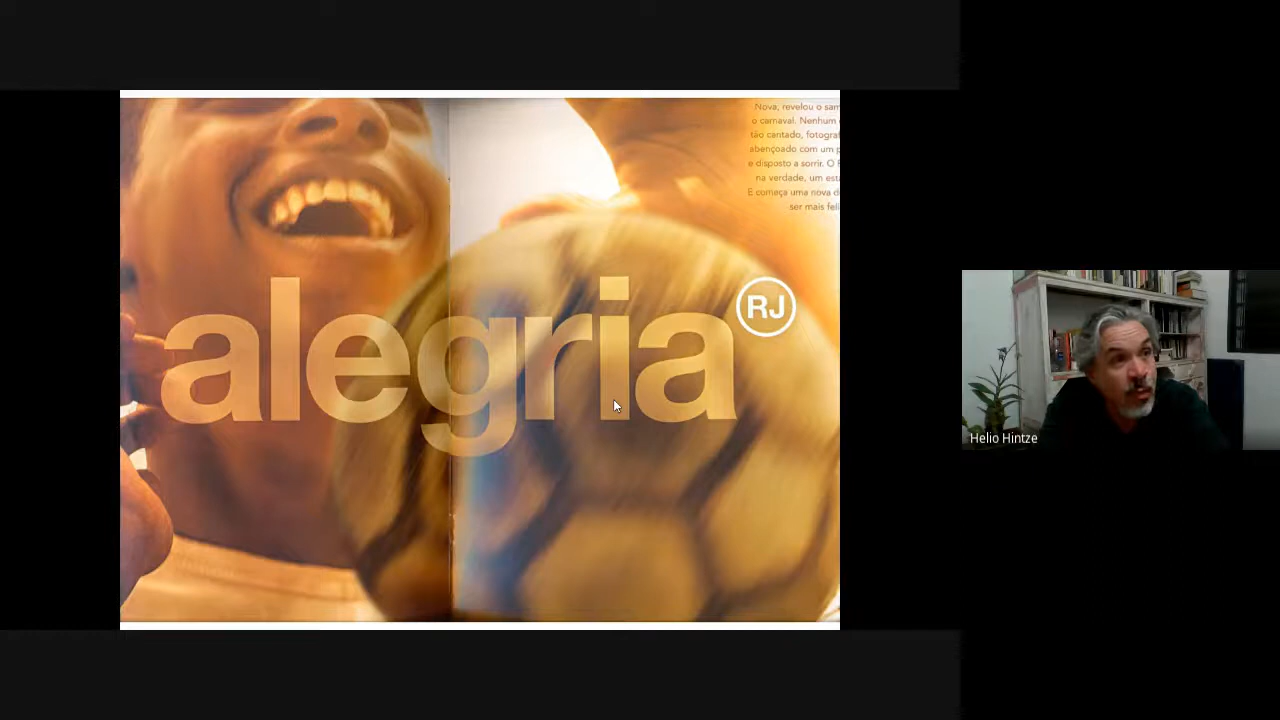 Nova, revelou o sam
o carnaval. Nenhum
tão cantado, fotograf
abençoado com um p
e disposto a sorrir. O
na verdade, um est
E começa uma nova d
ser mais feli
alegria
RJ
Helio Hintze